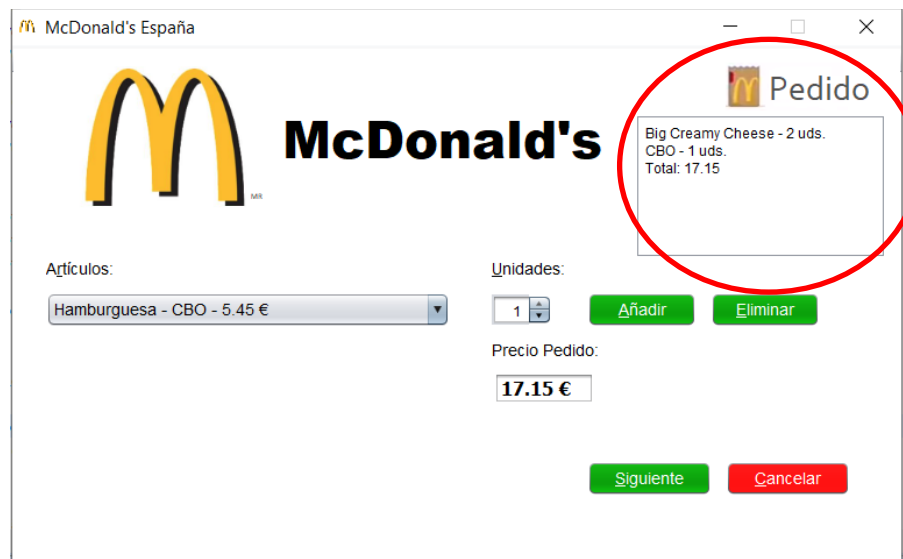 McDonald's España
Pedido
McDonald's
MR
Big Creamy Cheese - 2 uds.
CBO - 1 uds.
Total: 17.15
Artículos:
Unidades:
Hamburguesa - CBO - 5.45 €
1
Añadir
Eliminar
Precio Pedido:
17.15 €
Siguiente
Cancelar